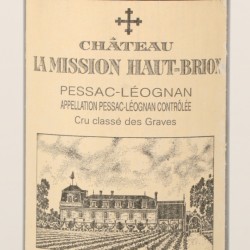 CHÂTEAU
LA MISSION HAUT-BRION
PESSAC-LÉOGNAN
APPELLATION PESSAC-LÉOGNAN CONTRÔLÉE
Cru classé des Graves